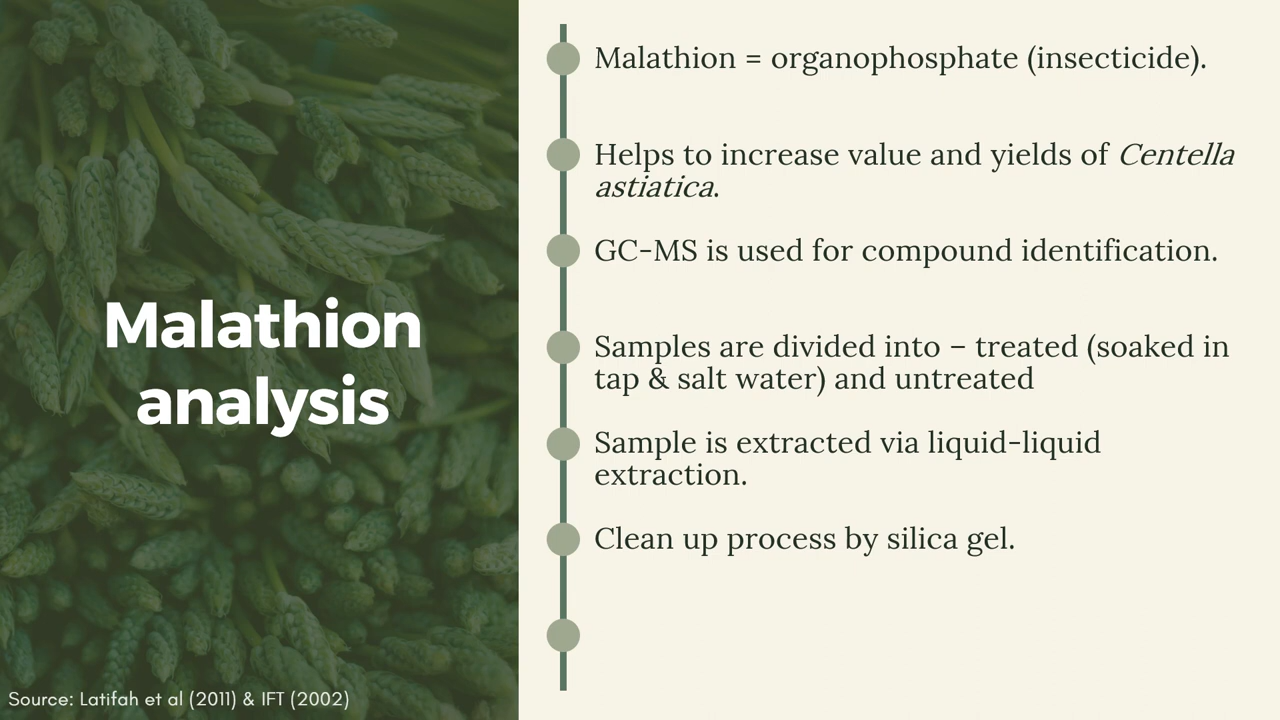 Malathion
analysis
Source: Latifah et al (2011) & IFT (2002)
Malathion = organophosphate (insecticide).
Helps to increase value and yields of Centella
astiatica.
GC-MS is used for compound identification.
Samples are divided into – treated (soaked in
tap & salt water) and untreated
Sample is extracted via liquid-liquid
extraction.
Clean up process by silica gel.